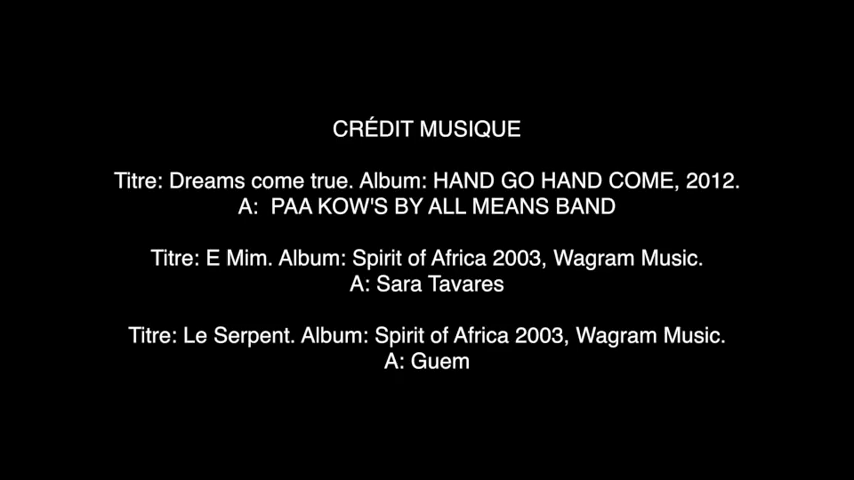 CRÉDIT MUSIQUE
Titre: Dreams come true. Album: HAND GO HAND COME, 2012.
A:  PAA KOW'S BY ALL MEANS BAND
Titre: E Mim. Album: Spirit of Africa 2003, Wagram Music.
A: Sara Tavares
Titre: Le Serpent. Album: Spirit of Africa 2003, Wagram Music.
A: Guem